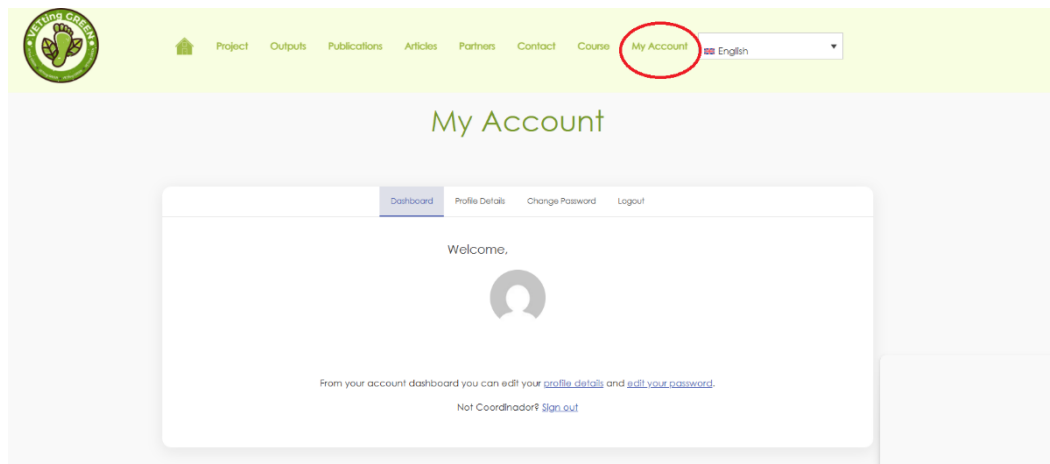 VETting GREEN
Project Outputs Publications Articles Partners Contact Course My Account English
My Account
Dashboard Profile Details Change Password Logout
Welcome,
From your account dashboard you can edit your profile details and edit your password.
Not Coordinador? Sign out